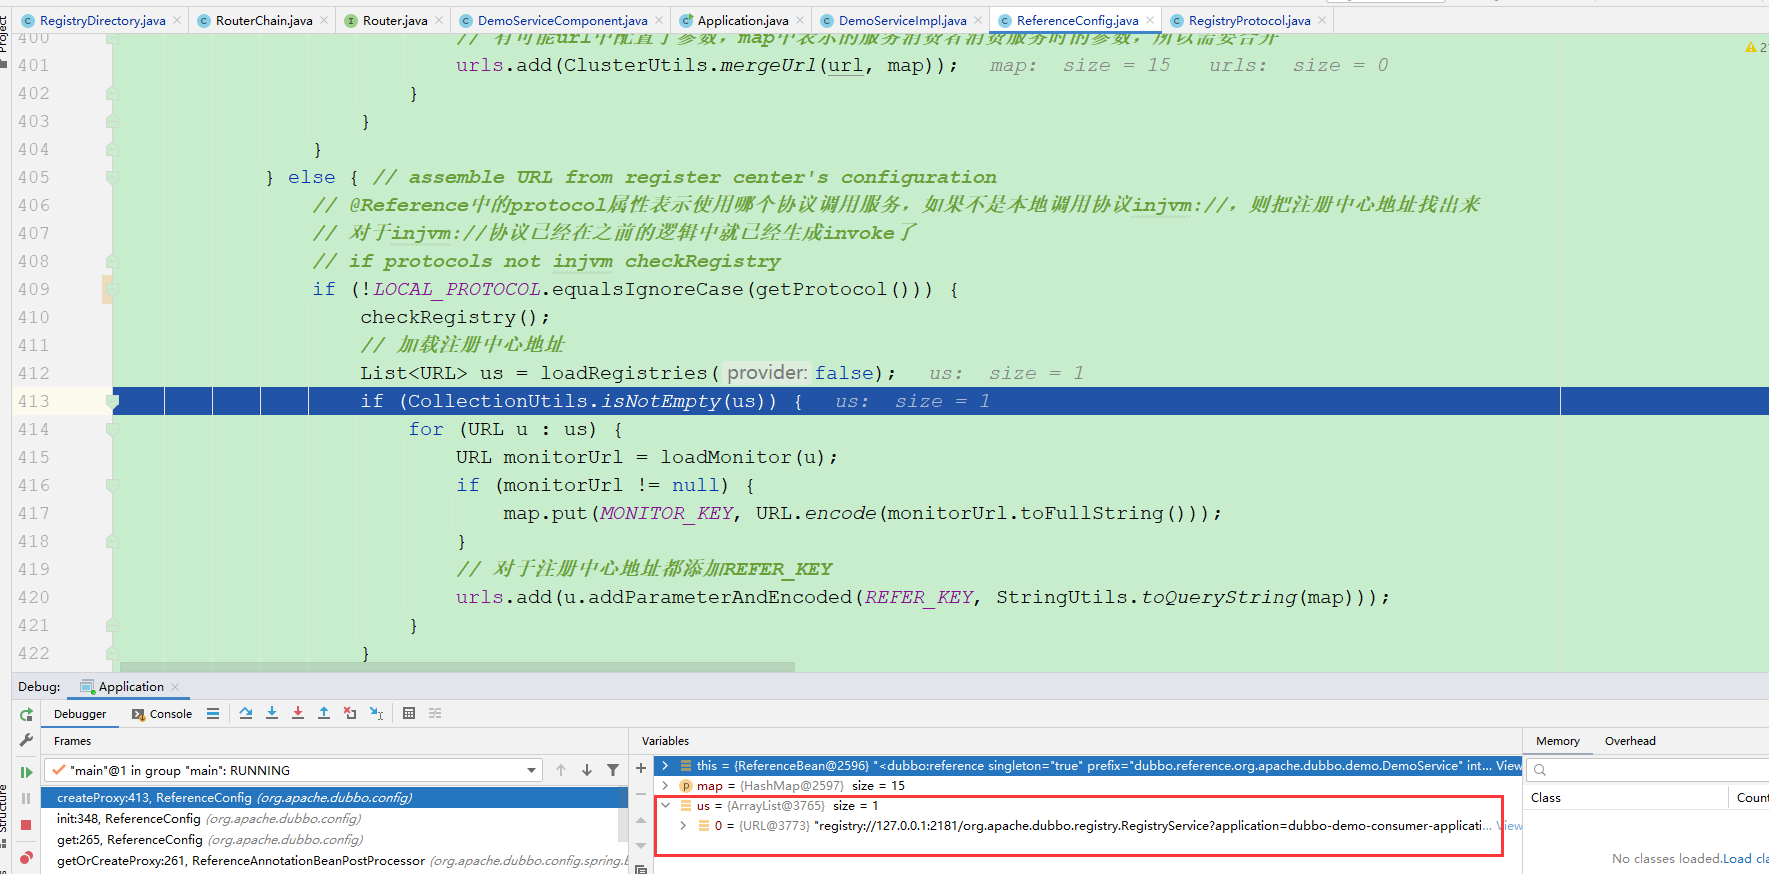 RegistryDirectory.java RouterChain.java Router.java DemoServiceComponent.java Application.java DemoServiceImpl.java ReferenceConfig.java RegistryProtocol.java
Project
400 // 有可能url中配置了参数，map中表示的服务消费者消费服务时的参数，所以需要合并
401 urls.add(ClusterUtils.mergeUrl(url, map)); map: size = 15 urls: size = 0
402 }
403 }
404 }
405 } else { // assemble URL from register center's configuration
406 // @Reference中的protocol属性表示使用哪个协议调用服务，如果不是本地调用协议injvm://，则把注册中心地址找出来
407 // 对于injvm://协议已经在之前的逻辑中就已经生成invoke了
408 // if protocols not injvm checkRegistry
409 if (!LOCAL_PROTOCOL.equalsIgnoreCase(getProtocol())) {
410 checkRegistry();
411 // 加载注册中心地址
412 List<URL> us = loadRegistries( provider: false); us: size = 1
413 if (CollectionUtils.isNotEmpty(us)) { us: size = 1
414 for (URL u : us) {
415 URL monitorUrl = loadMonitor(u);
416 if (monitorUrl != null) {
417 map.put(MONITOR_KEY, URL.encode(monitorUrl.toFullString()));
418 }
419 // 对于注册中心地址都添加REFER_KEY
420 urls.add(u.addParameterAndEncoded(REFER_KEY, StringUtils.toQueryString(map)));
421 }
422 }
Debug: Application
Debugger Console
Frames
"main"@1 in group "main": RUNNING
createProxy:413, ReferenceConfig (org.apache.dubbo.config)
init:348, ReferenceConfig (org.apache.dubbo.config)
get:265, ReferenceConfig (org.apache.dubbo.config)
getOrCreateProxy:261, ReferenceAnnotationBeanPostProcessor (org.apache.dubbo.config.spring.b
Variables
this = {ReferenceBean@2596} "<dubbo:reference singleton="true" prefix="dubbo.reference.org.apache.dubbo.demo.DemoService" int... View
map = {HashMap@2597} size = 15
us = {ArrayList@3765} size = 1
0 = {URL@3773} "registry://127.0.0.1:2181/org.apache.dubbo.registry.RegistryService?application=dubbo-demo-consumer-applicati... View
Memory Overhead
Class Count
No classes loaded. Load cla
Structure